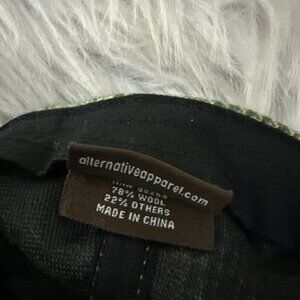 alternativeapparel.com
78% WOOL
22% OTHERS
MADE IN CHINA